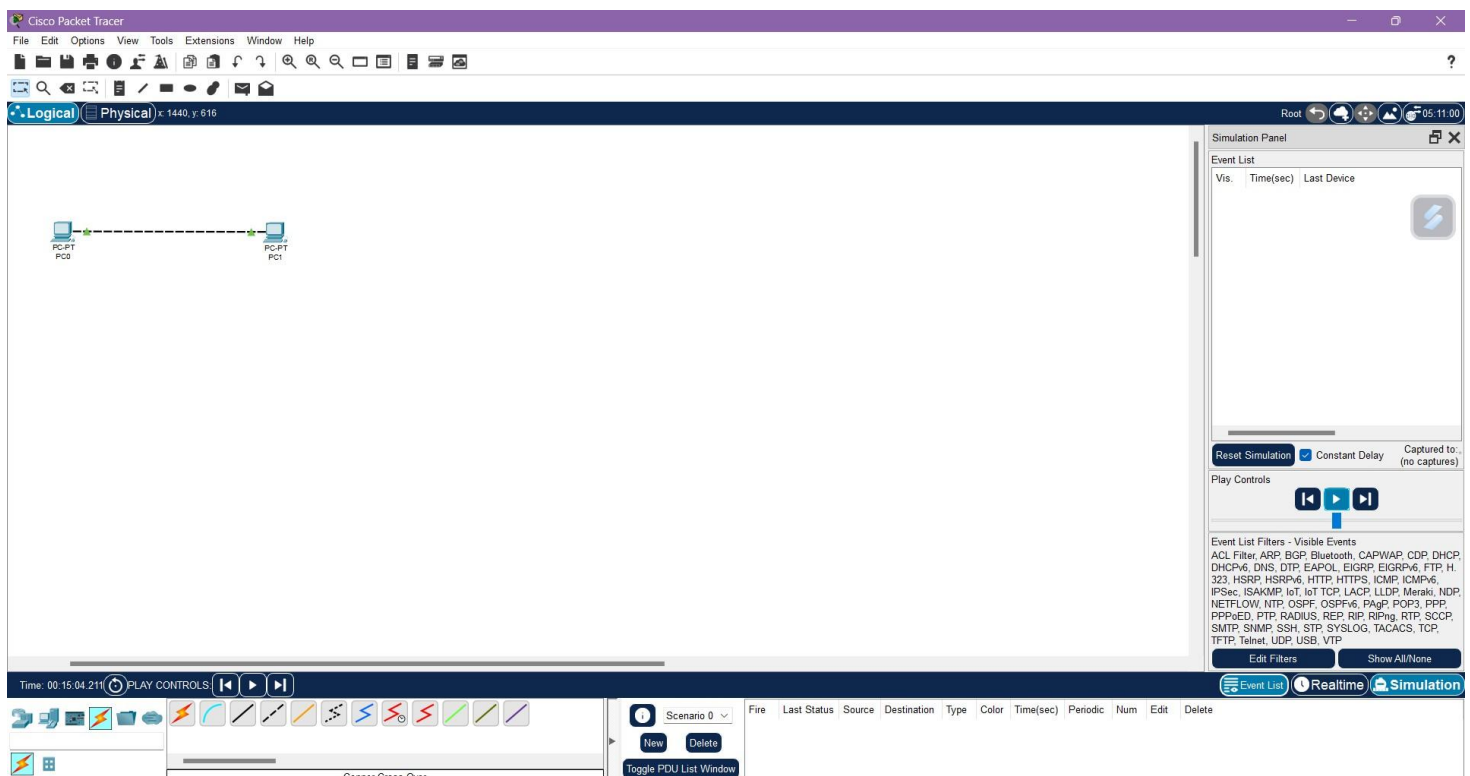 Cisco Packet Tracer
File Edit Options View Tools Extensions Window Help
?
Logical Physical x: 1440, y: 616
Root 05:11:00
Simulation Panel
Event List
Vis. Time(sec) Last Device
PC-PT
PC0
PC-PT
PC1
Reset Simulation Constant Delay Captured to:
(no captures)
Play Controls
Event List Filters - Visible Events
ACL Filter, ARP, BGP, Bluetooth, CAPWAP, CDP, DHCP,
DHCPv6, DNS, DTP, EAPOL, EIGRP, EIGRPv6, FTP, H.
323, HSRP, HSRPv6, HTTP, HTTPS, ICMP, ICMPv6,
IPSec, ISAKMP, IoT, IoT TCP, LACP, LLDP, Meraki, NDP,
NETFLOW, NTP, OSPF, OSPFv6, PAgP, POP3, PPP,
PPPoED, PTP, RADIUS, REP, RIP, RIPng, RTP, SCCP,
SMTP, SNMP, SSH, STP, SYSLOG, TACACS, TCP,
TFTP, Telnet, UDP, USB, VTP
Edit Filters Show All/None
Time: 00:15:04.211 PLAY CONTROLS:
Event List Realtime Simulation
Scenario 0
New Delete
Toggle PDU List Window
Fire Last Status Source Destination Type Color Time(sec) Periodic Num Edit Delete